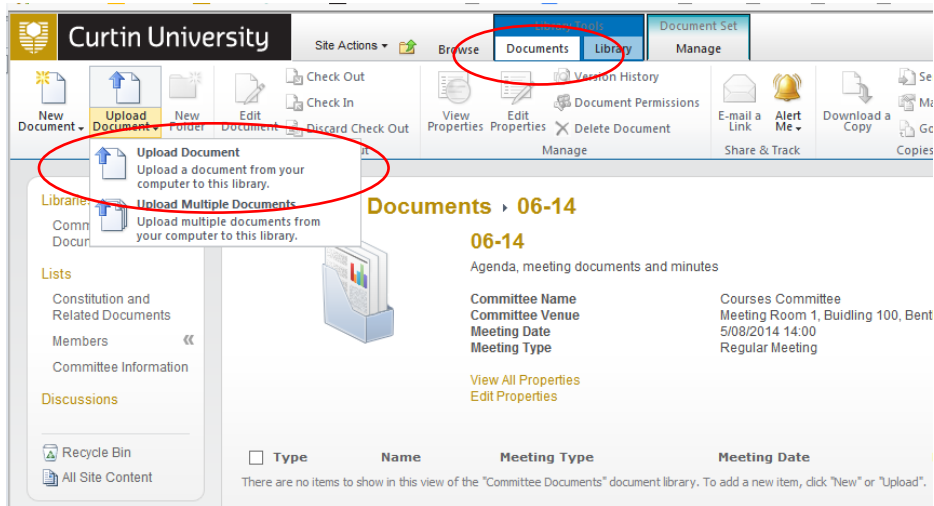 Curtin University
Site Actions
Browse
Library Tools
Documents
Library
Document Set
Manage
New Document
Upload Document
New Folder
Edit Document
Check Out
Check In
Discard Check Out
View Properties
Edit Properties
Version History
Document Permissions
Delete Document
Manage
E-mail a Link
Alert Me
Share & Track
Download a Copy
Copies
Upload Document
Upload a document from your
computer to this library.
Upload Multiple Documents
Upload multiple documents from
your computer to this library.
Lists
Constitution and
Related Documents
Members
Committee Information
Discussions
Recycle Bin
All Site Content
Documents › 06-14
06-14
Agenda, meeting documents and minutes
Committee Name Courses Committee
Committee Venue Meeting Room 1, Buidling 100, Bent
Meeting Date 5/08/2014 14:00
Meeting Type Regular Meeting
View All Properties
Edit Properties
Type Name Meeting Type Meeting Date
There are no items to show in this view of the "Committee Documents" document library. To add a new item, click "New" or "Upload".